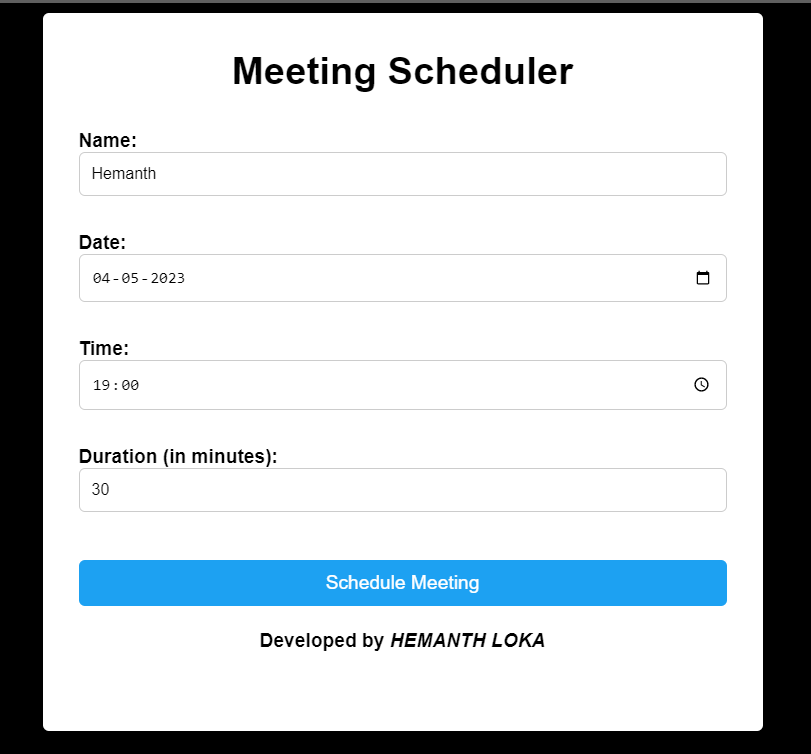 Meeting Scheduler
Name:
Hemanth
Date:
04-05-2023
Time:
19:00
Duration (in minutes):
30
Schedule Meeting
Developed by HEMANTH LOKA